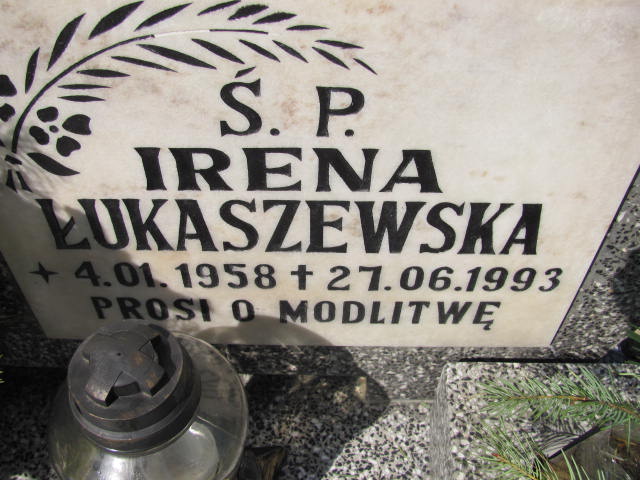 Ś. P.
IRENA
ŁUKASZEWSKA
+ 4.01.1958 † 27.06.1993
PROSI O MODLITWĘ